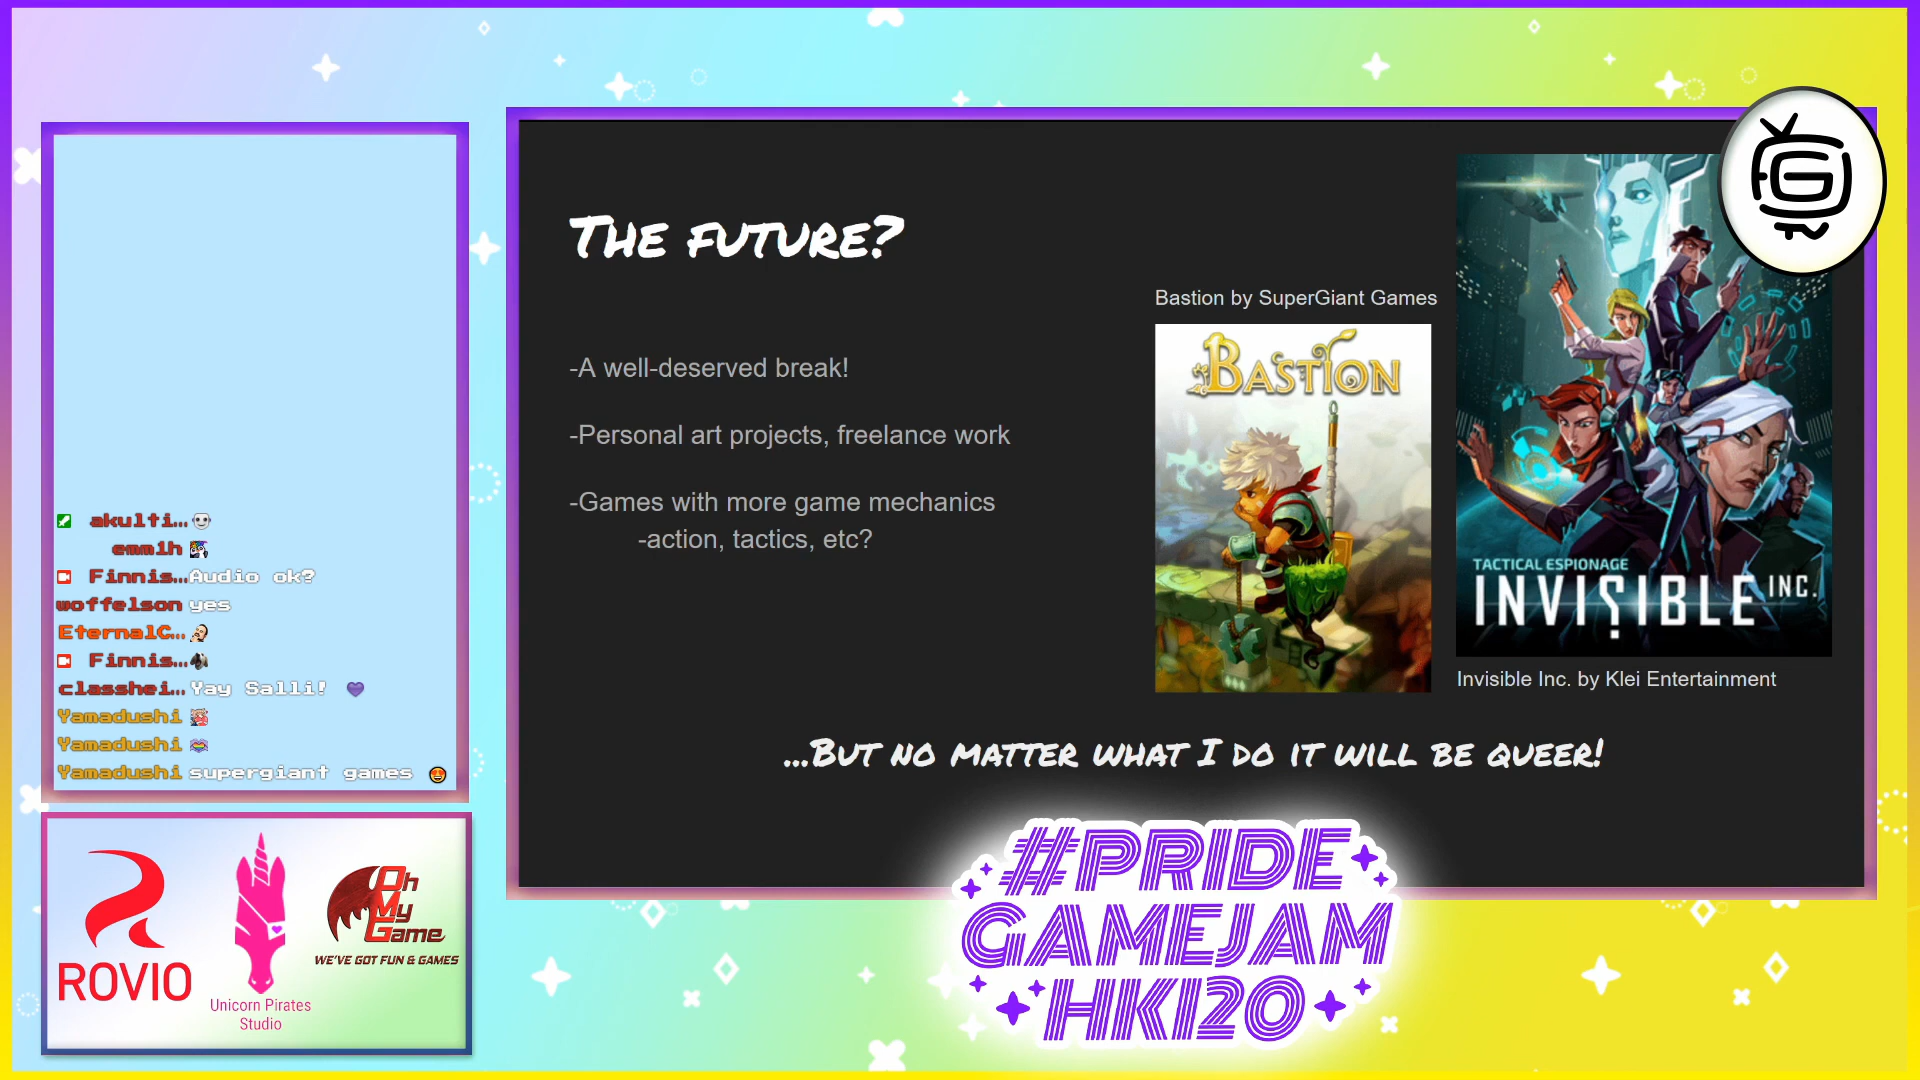 akulti...
emm1h
Finnis... Audio ok?
woffelson yes
EternalC...
Finnis...
classhei... Yay Salli!
Yamadushi
Yamadushi
Yamadushi supergiant games
ROVIO
Unicorn Pirates
Studio
Oh
My
Game
WE'VE GOT FUN & GAMES
THE FUTURE?
-A well-deserved break!
-Personal art projects, freelance work
-Games with more game mechanics
-action, tactics, etc?
Bastion by SuperGiant Games
BASTION
TACTICAL ESPIONAGE
INVISIBLE INC.
Invisible Inc. by Klei Entertainment
...BUT NO MATTER WHAT I DO IT WILL BE QUEER!
G
TV
#PRIDE
GAMEJAM
HKI20